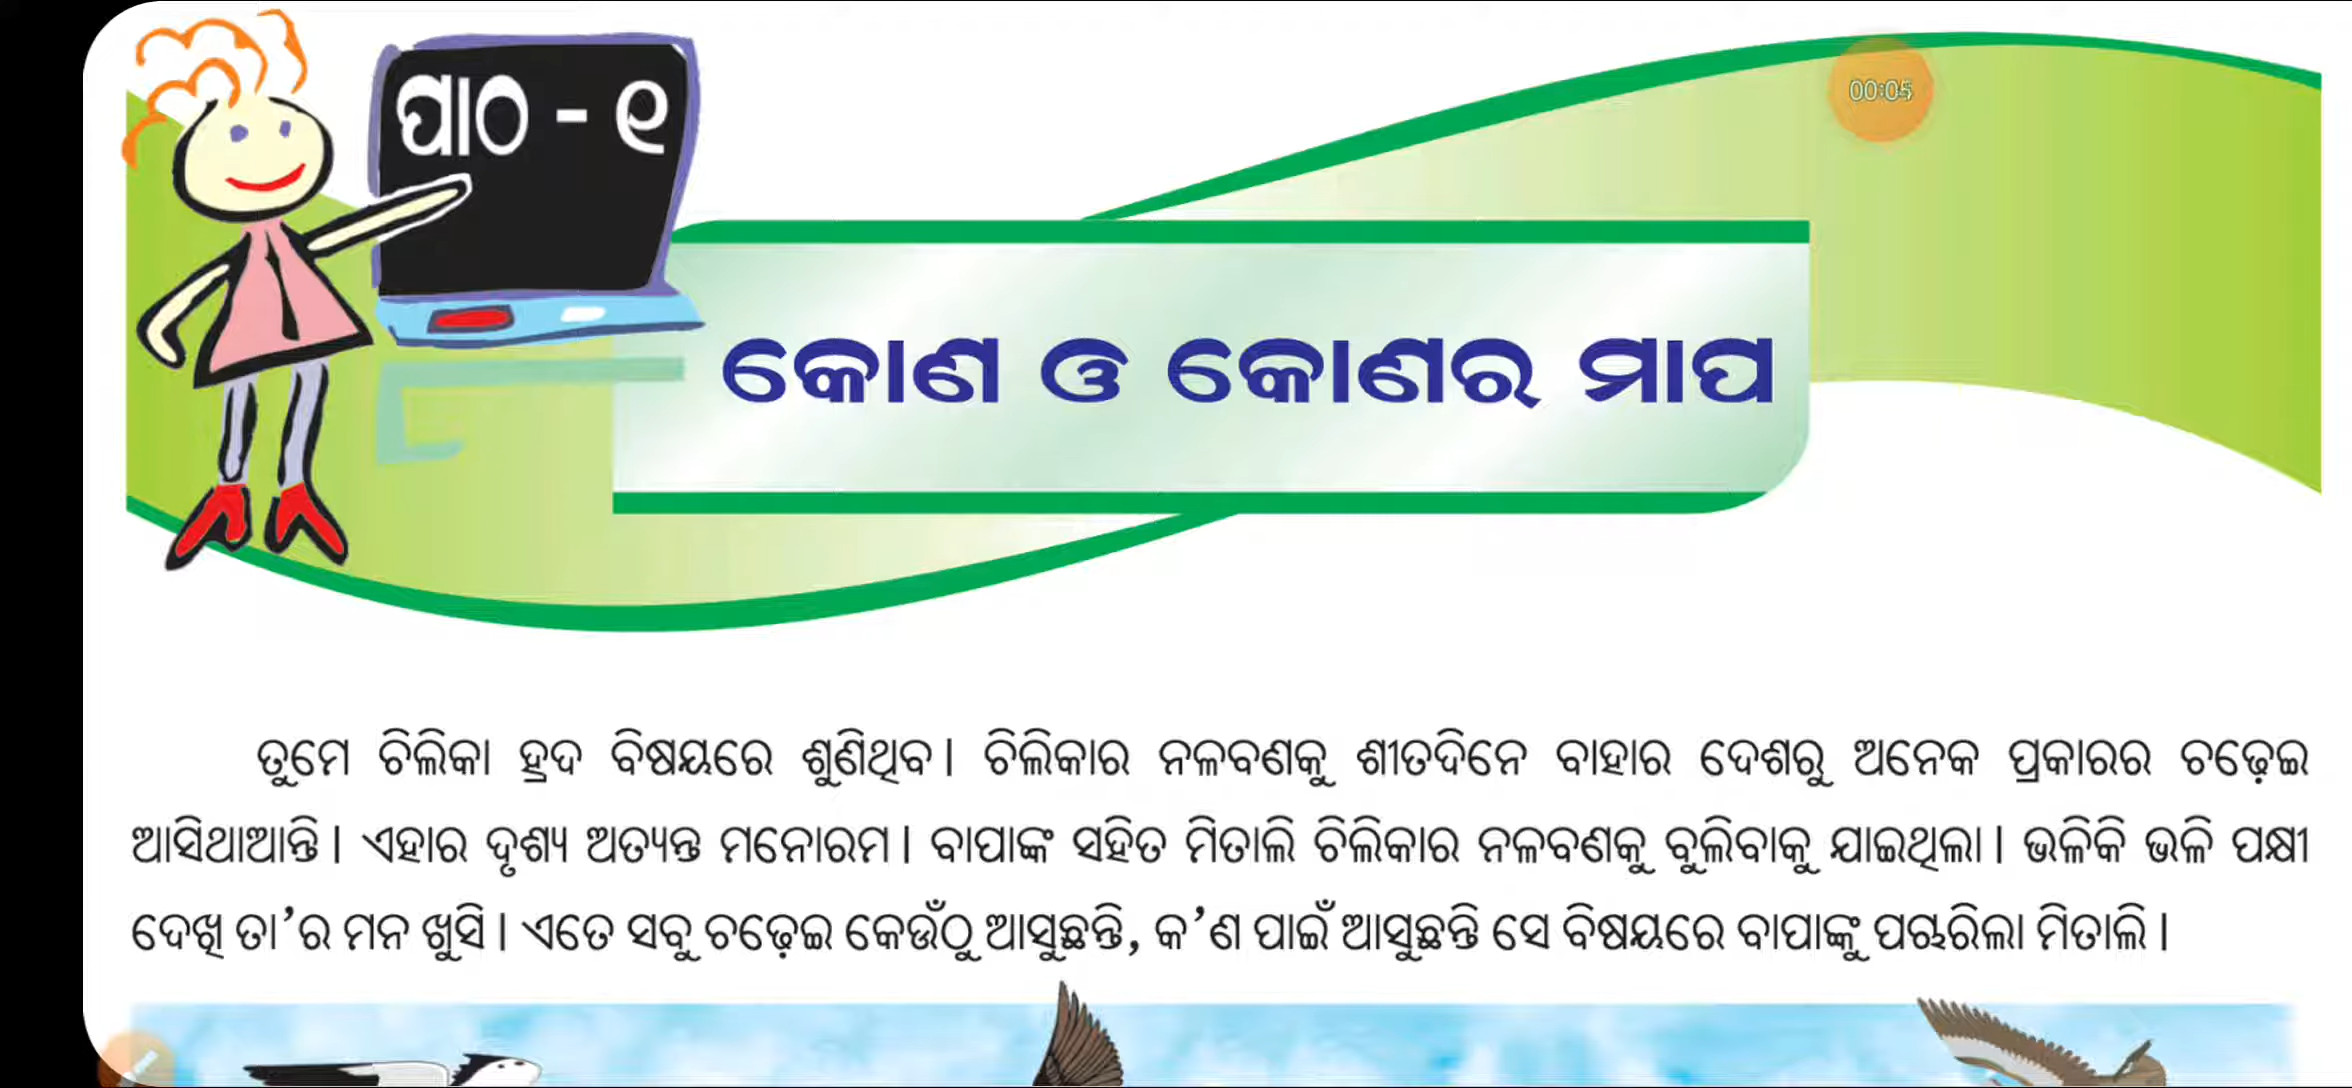 ପାଠ - ୧
00:05
କୋଣ ଓ କୋଣର ମାପ
ତୁମେ ଚିଲିକା ହ୍ରଦ ବିଷୟରେ ଶୁଣିଥିବ। ଚିଲିକାର ନଳବଣକୁ ଶୀତଦିନେ ବାହାର ଦେଶରୁ ଅନେକ ପ୍ରକାରର ଚଢ଼େଇ
ଆସିଥାଆନ୍ତି। ଏହାର ଦୃଶ୍ୟ ଅତ୍ୟନ୍ତ ମନୋରମ। ବାପାଙ୍କ ସହିତ ମିତାଲି ଚିଲିକାର ନଳବଣକୁ ବୁଲିବାକୁ ଯାଇଥିଲା। ଭଳିକି ଭଳି ପକ୍ଷୀ
ଦେଖି ତା’ର ମନ ଖୁସି। ଏତେ ସବୁ ଚଢ଼େଇ କେଉଁଠୁ ଆସୁଛନ୍ତି, କ’ଣ ପାଇଁ ଆସୁଛନ୍ତି ସେ ବିଷୟରେ ବାପାଙ୍କୁ ପଚ୍ଚରିଲା ମିତାଲି।